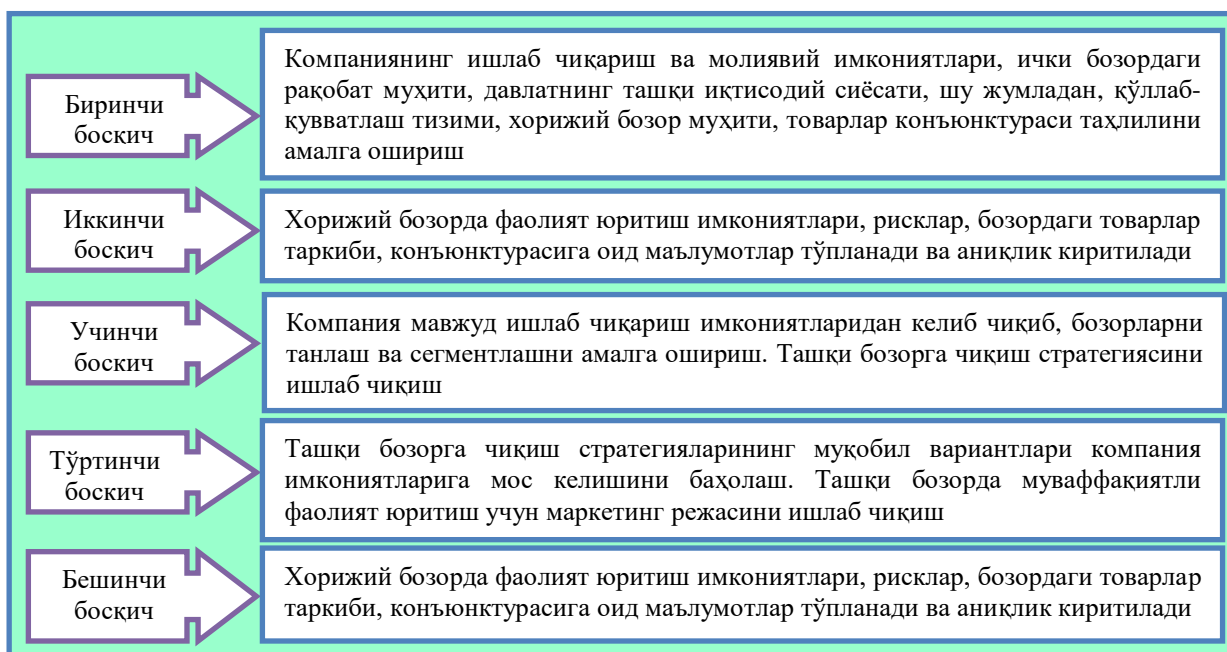 Биринчи
босқич
Компаниянинг ишлаб чиқариш ва молиявий имкониятлари, ички бозордаги
рақобат муҳити, давлатнинг ташқи иқтисодий сиёсати, шу жумладан, қўллаб-
қувватлаш тизими, хорижий бозор муҳити, товарлар конъюнктураси таҳлилини
амалга ошириш
Иккинчи
босқич
Хорижий бозорда фаолият юритиш имкониятлари, рисклар, бозордаги товарлар
таркиби, конъюнктурасига оид маълумотлар тўпланади ва аниқлик киритилади
Учинчи
босқич
Компания мавжуд ишлаб чиқариш имкониятларидан келиб чиқиб, бозорларни
танлаш ва сегментлашни амалга ошириш. Ташқи бозорга чиқиш стратегиясини
ишлаб чиқиш
Тўртинчи
боскич
Ташқи бозорга чиқиш стратегияларининг муқобил вариантлари компания
имкониятларига мос келишини баҳолаш. Ташқи бозорда муваффақиятли
фаолият юритиш учун маркетинг режасини ишлаб чиқиш
Бешинчи
босқич
Хорижий бозорда фаолият юритиш имкониятлари, рисклар, бозордаги товарлар
таркиби, конъюнктурасига оид маълумотлар тўпланади ва аниқлик киритилади